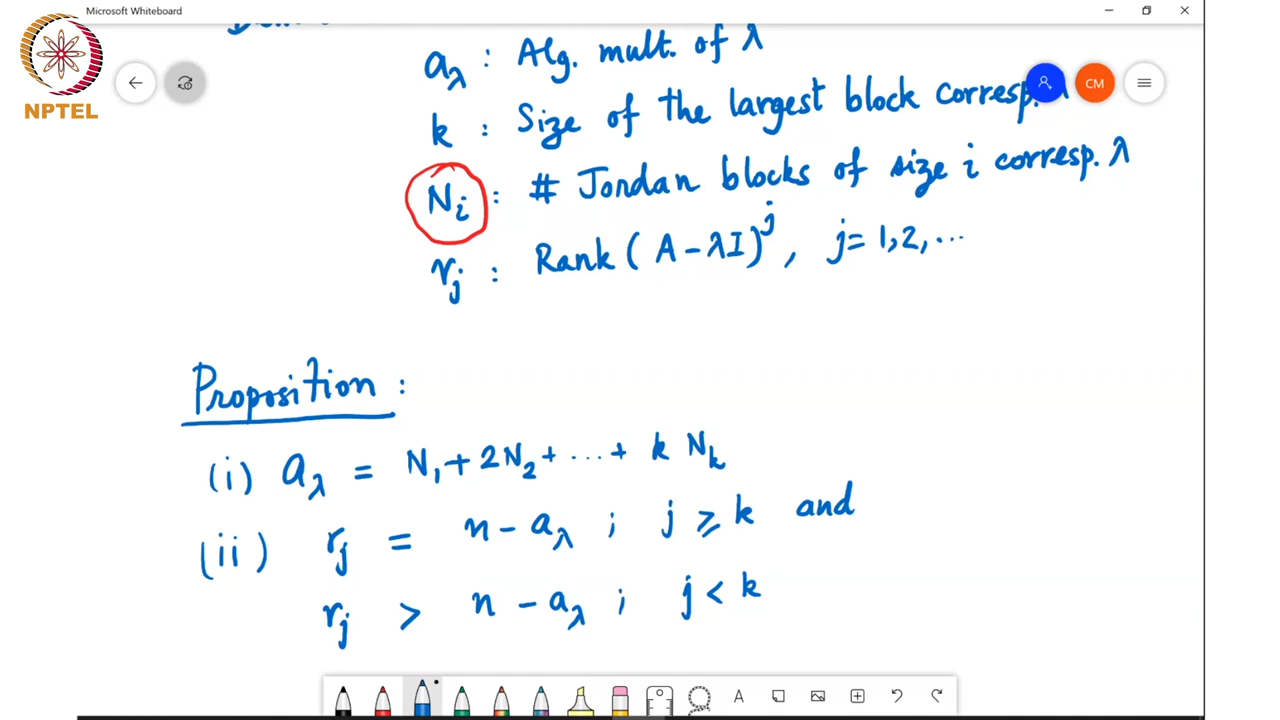 Microsoft Whiteboard
NPTEL
a_λ : Alg. mult. of λ
k : Size of the largest block corresp.
CM
N_i : # Jordan blocks of size i corresp. λ
r_j : Rank (A - λI)^j, j = 1, 2, ...
Proposition :
(i) a_λ = N_1 + 2N_2 + ... + k N_k
(ii) r_j = n - a_λ ; j ≥ k and
r_j > n - a_λ ; j < k
A